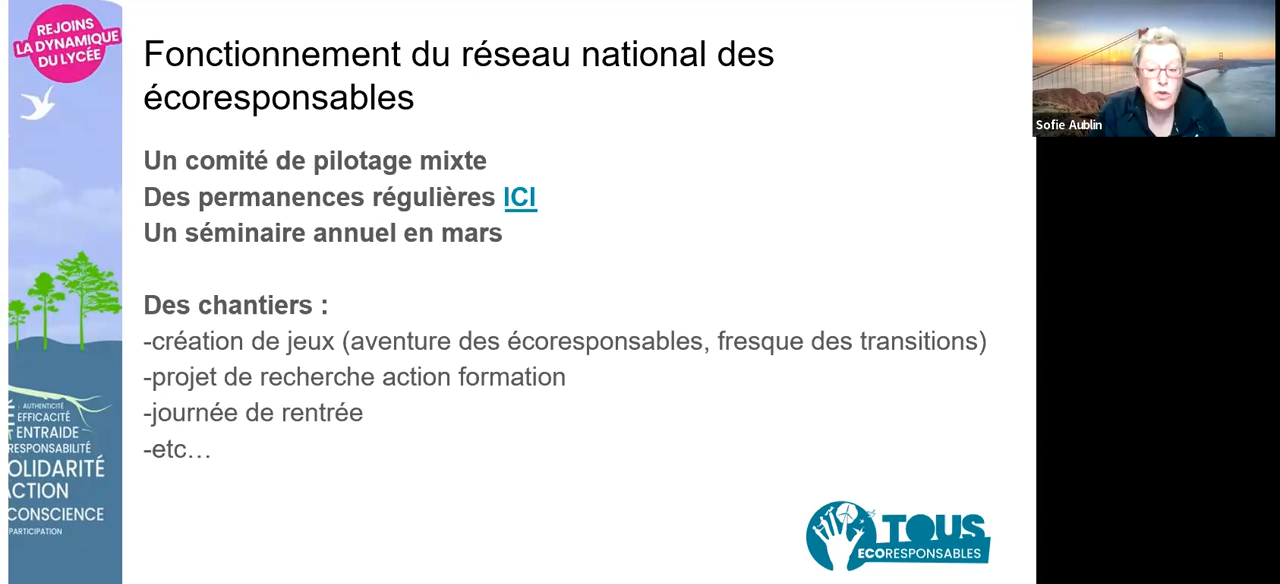 REJOINS
LA DYNAMIQUE
DU LYCÉE
Fonctionnement du réseau national des
écoresponsables
Un comité de pilotage mixte
Des permanences régulières ICI
Un séminaire annuel en mars
Des chantiers :
-création de jeux (aventure des écoresponsables, fresque des transitions)
-projet de recherche action formation
-journée de rentrée
-etc…
AUTHENTICITÉ
EFFICACITÉ
ENTRAIDE
RESPONSABILITÉ
OLIDARITÉ
ACTION
CONSCIENCE
PARTICIPATION
TOUS
ECORESPONSABLES
Sofie Aublin